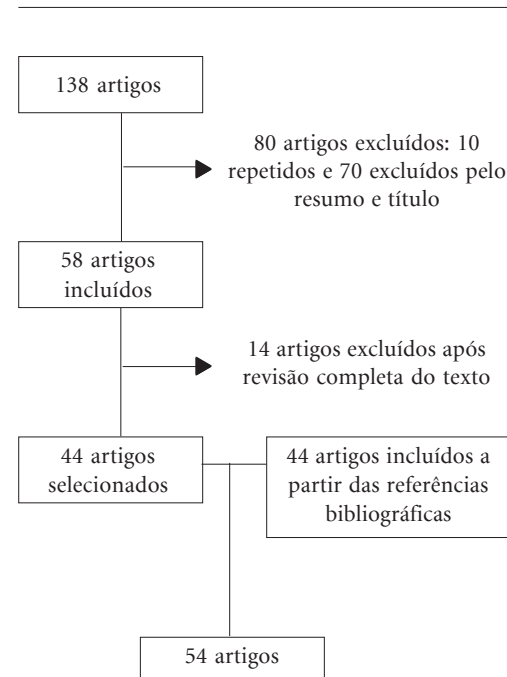 138 artigos
80 artigos excluídos: 10
repetidos e 70 excluídos pelo
resumo e título
58 artigos
incluídos
14 artigos excluídos após
revisão completa do texto
44 artigos
selecionados
44 artigos incluídos a
partir das referências
bibliográficas
54 artigos